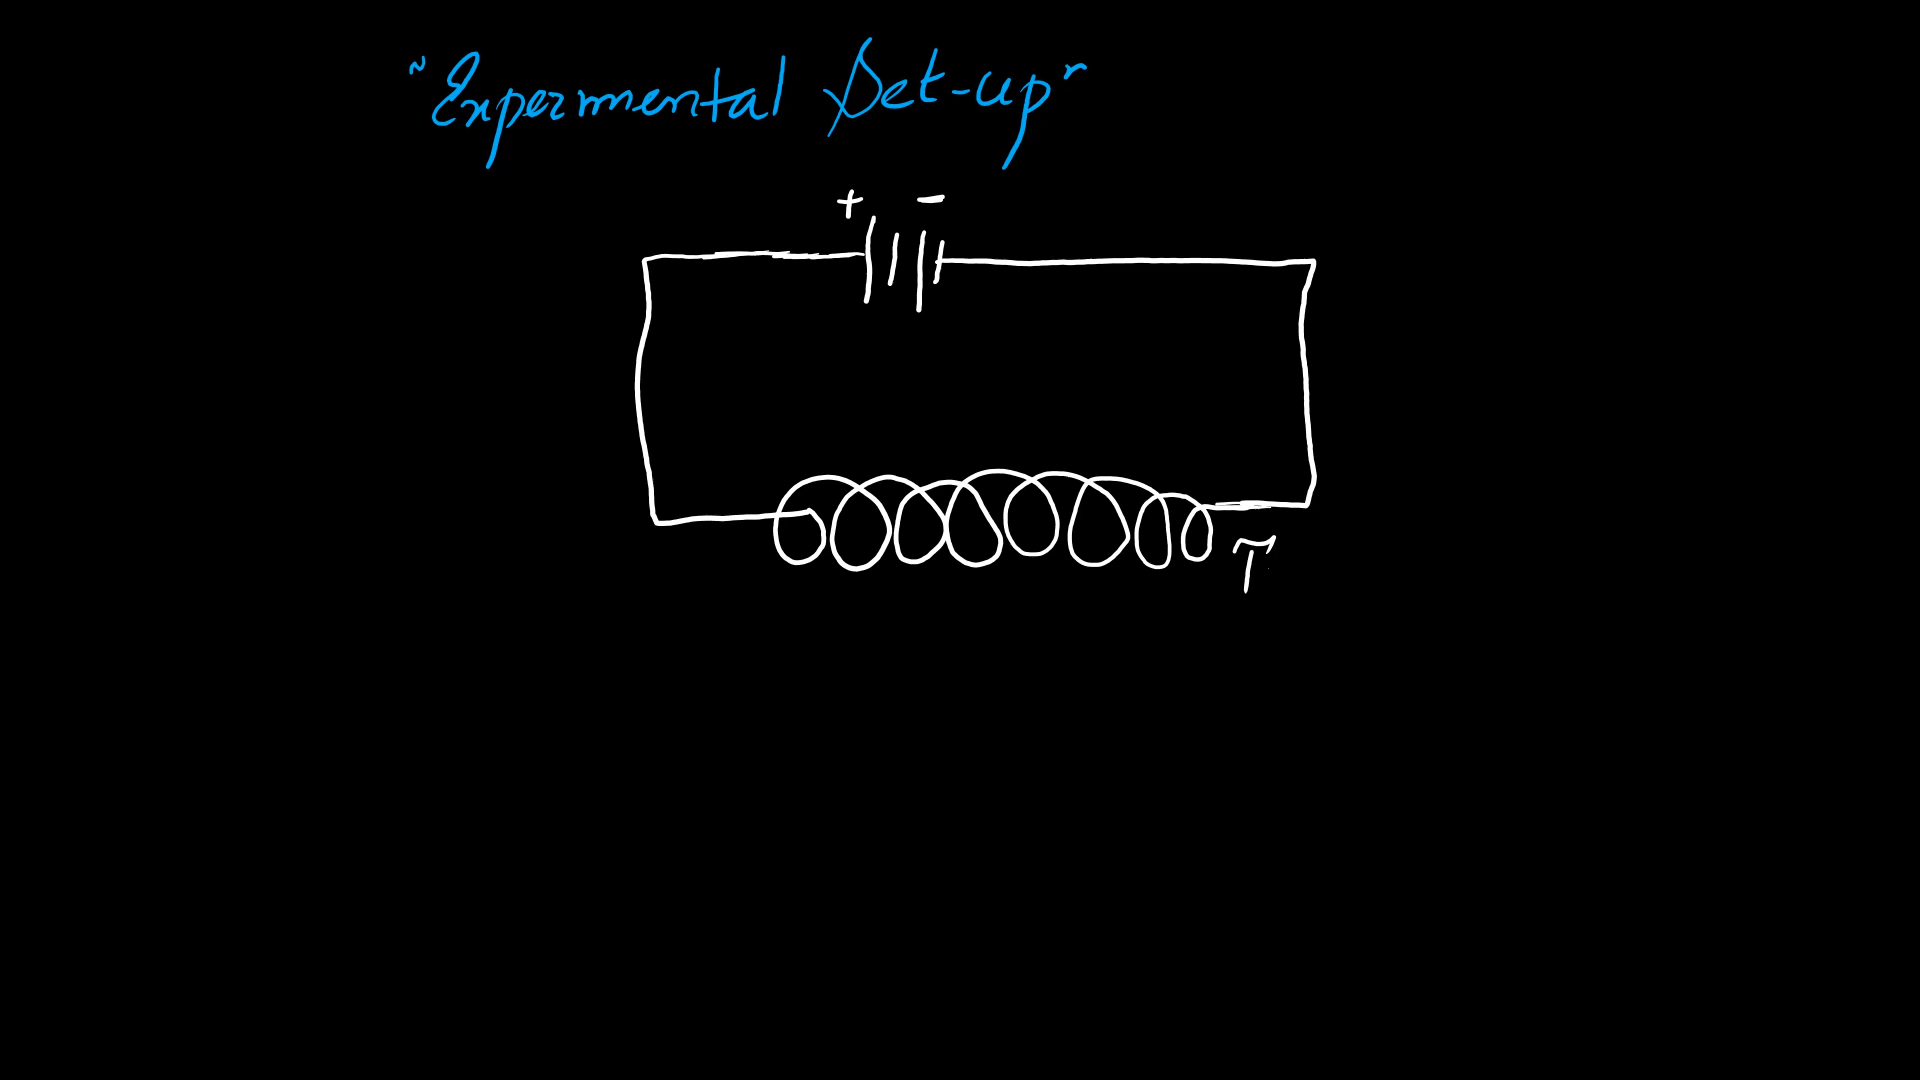 "Expermental Set-up"
+ -
T